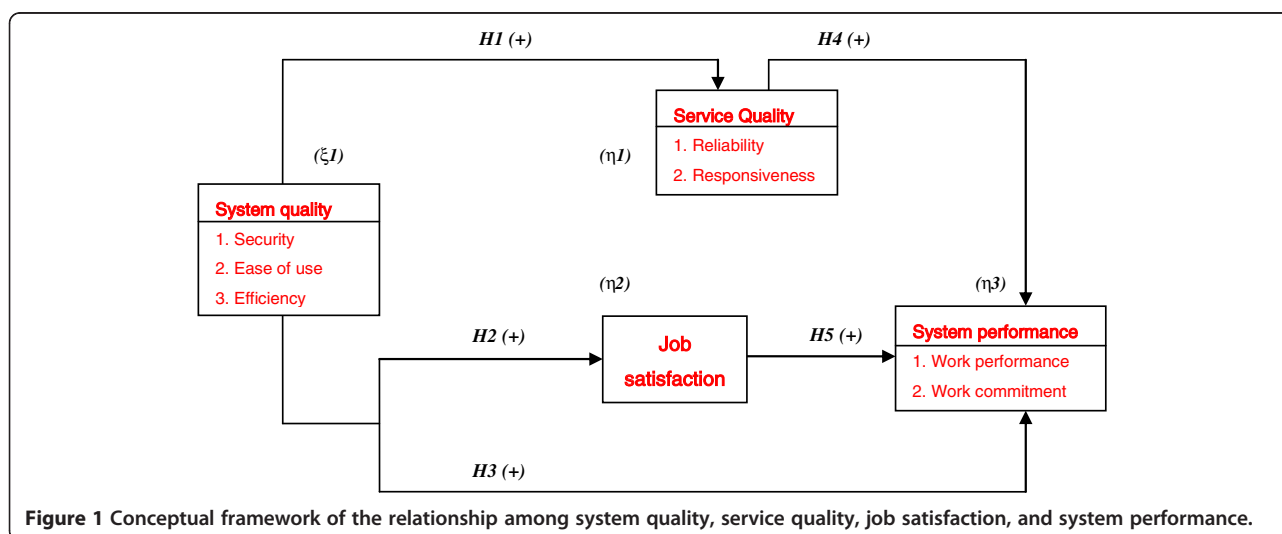 H1 (+)
H4 (+)
Service Quality
1. Reliability
2. Responsiveness
(ξ1)
(η1)
System quality
1. Security
2. Ease of use
3. Efficiency
(η2)
(η3)
H2 (+)
Job
satisfaction
H5 (+)
System performance
1. Work performance
2. Work commitment
H3 (+)
Figure 1 Conceptual framework of the relationship among system quality, service quality, job satisfaction, and system performance.